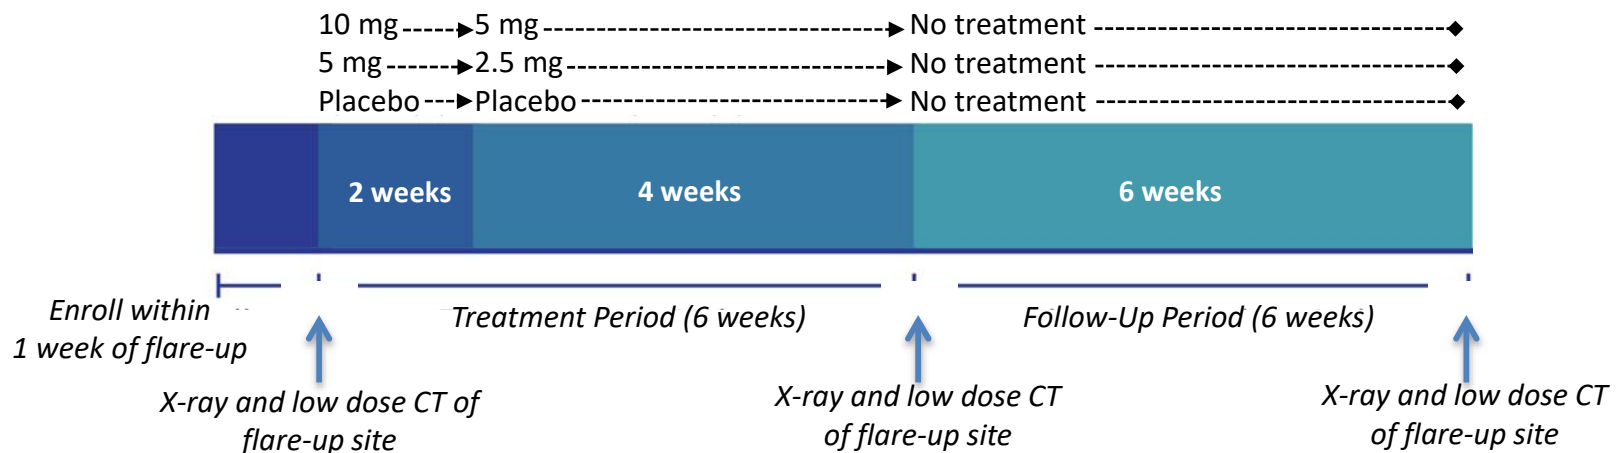 10 mg 5 mg No treatment
5 mg 2.5 mg No treatment
Placebo Placebo No treatment
2 weeks 4 weeks 6 weeks
Enroll within
1 week of flare-up
Treatment Period (6 weeks)
Follow-Up Period (6 weeks)
X-ray and low dose CT of
flare-up site
X-ray and low dose CT
of flare-up site
X-ray and low dose CT
of flare-up site